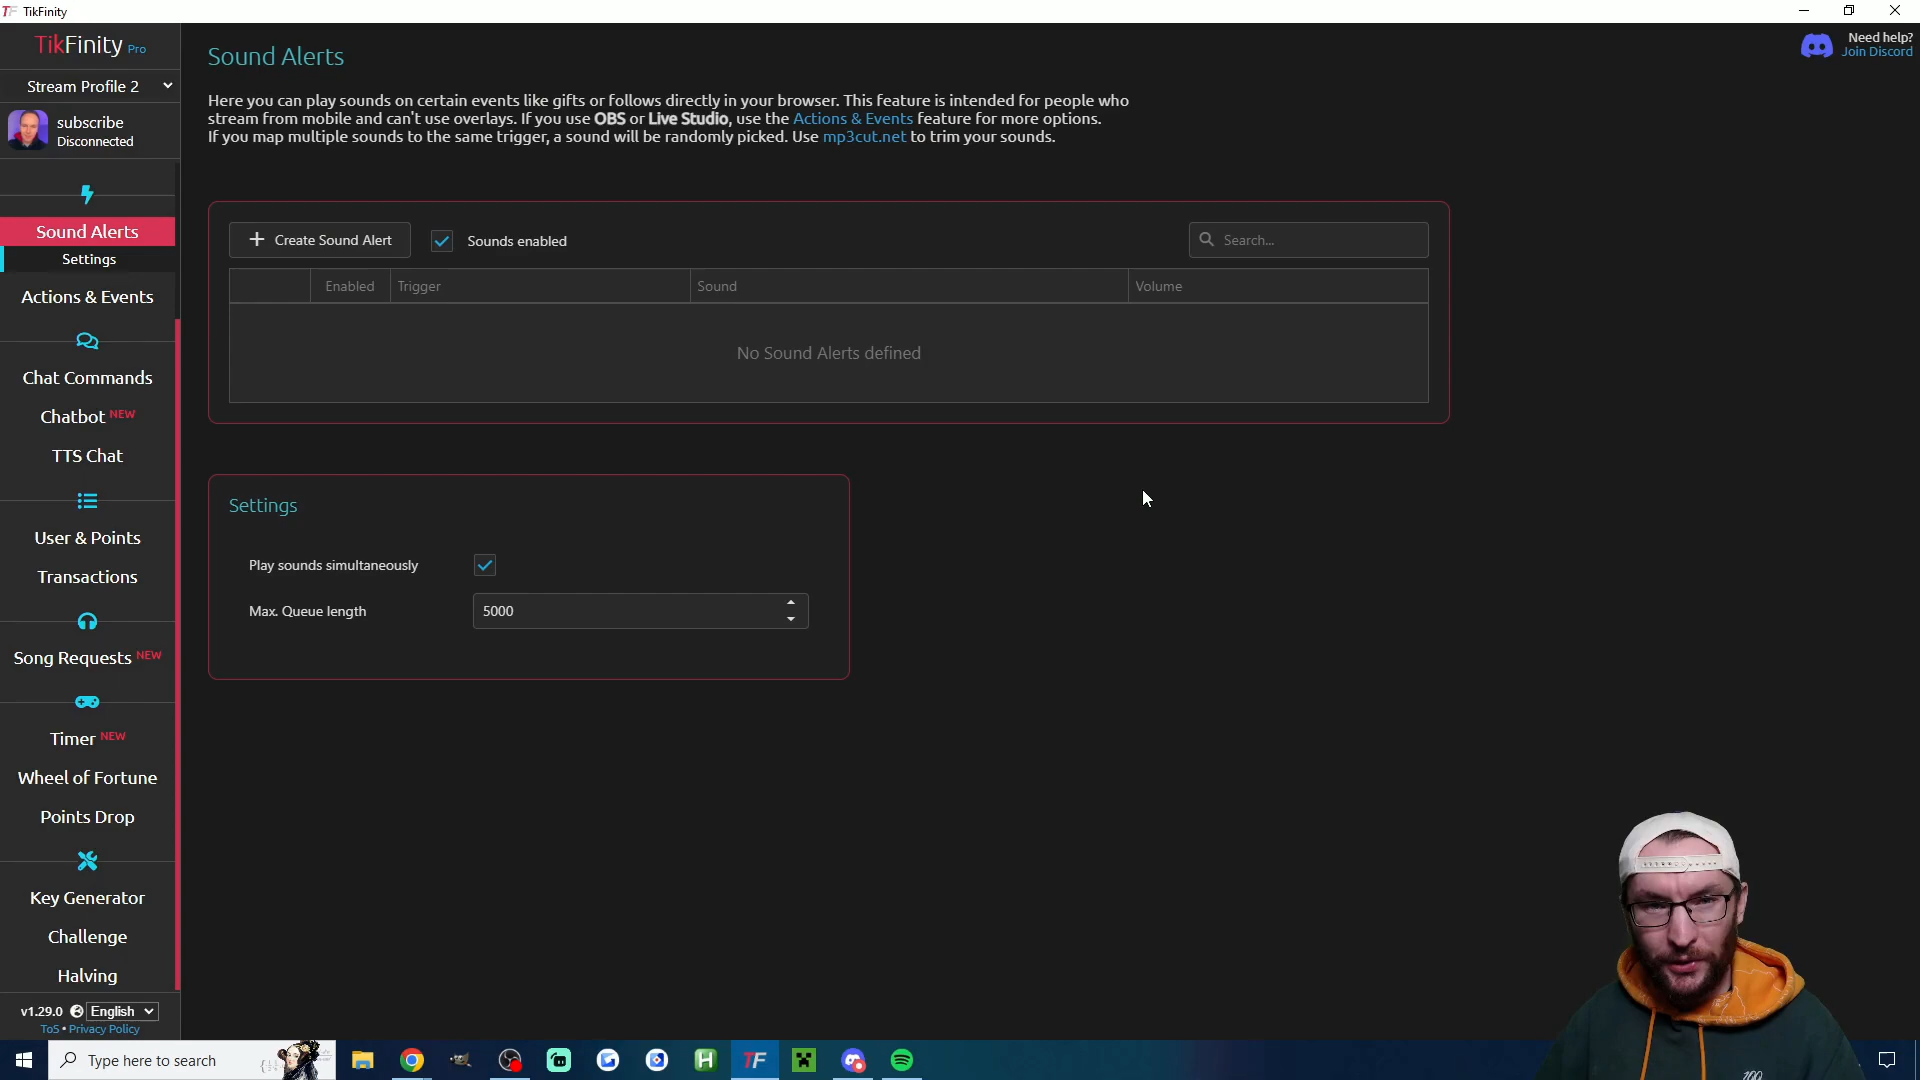 TF TikFinity
TikFinity Pro
Stream Profile 2
subscribe
Disconnected
Sound Alerts
Settings
Actions & Events
Chat Commands
Chatbot NEW
TTS Chat
User & Points
Transactions
Song Requests NEW
Timer NEW
Wheel of Fortune
Points Drop
Key Generator
Challenge
Halving
v1.29.0 English
ToS • Privacy Policy
Sound Alerts
Need help?
Join Discord
Here you can play sounds on certain events like gifts or follows directly in your browser. This feature is intended for people who
stream from mobile and can't use overlays. If you use OBS or Live Studio, use the Actions & Events feature for more options.
If you map multiple sounds to the same trigger, a sound will be randomly picked. Use mp3cut.net to trim your sounds.
Create Sound Alert
Sounds enabled
Search...
Enabled Trigger Sound Volume
No Sound Alerts defined
Settings
Play sounds simultaneously
Max. Queue length 5000
Type here to search
H
TF
100